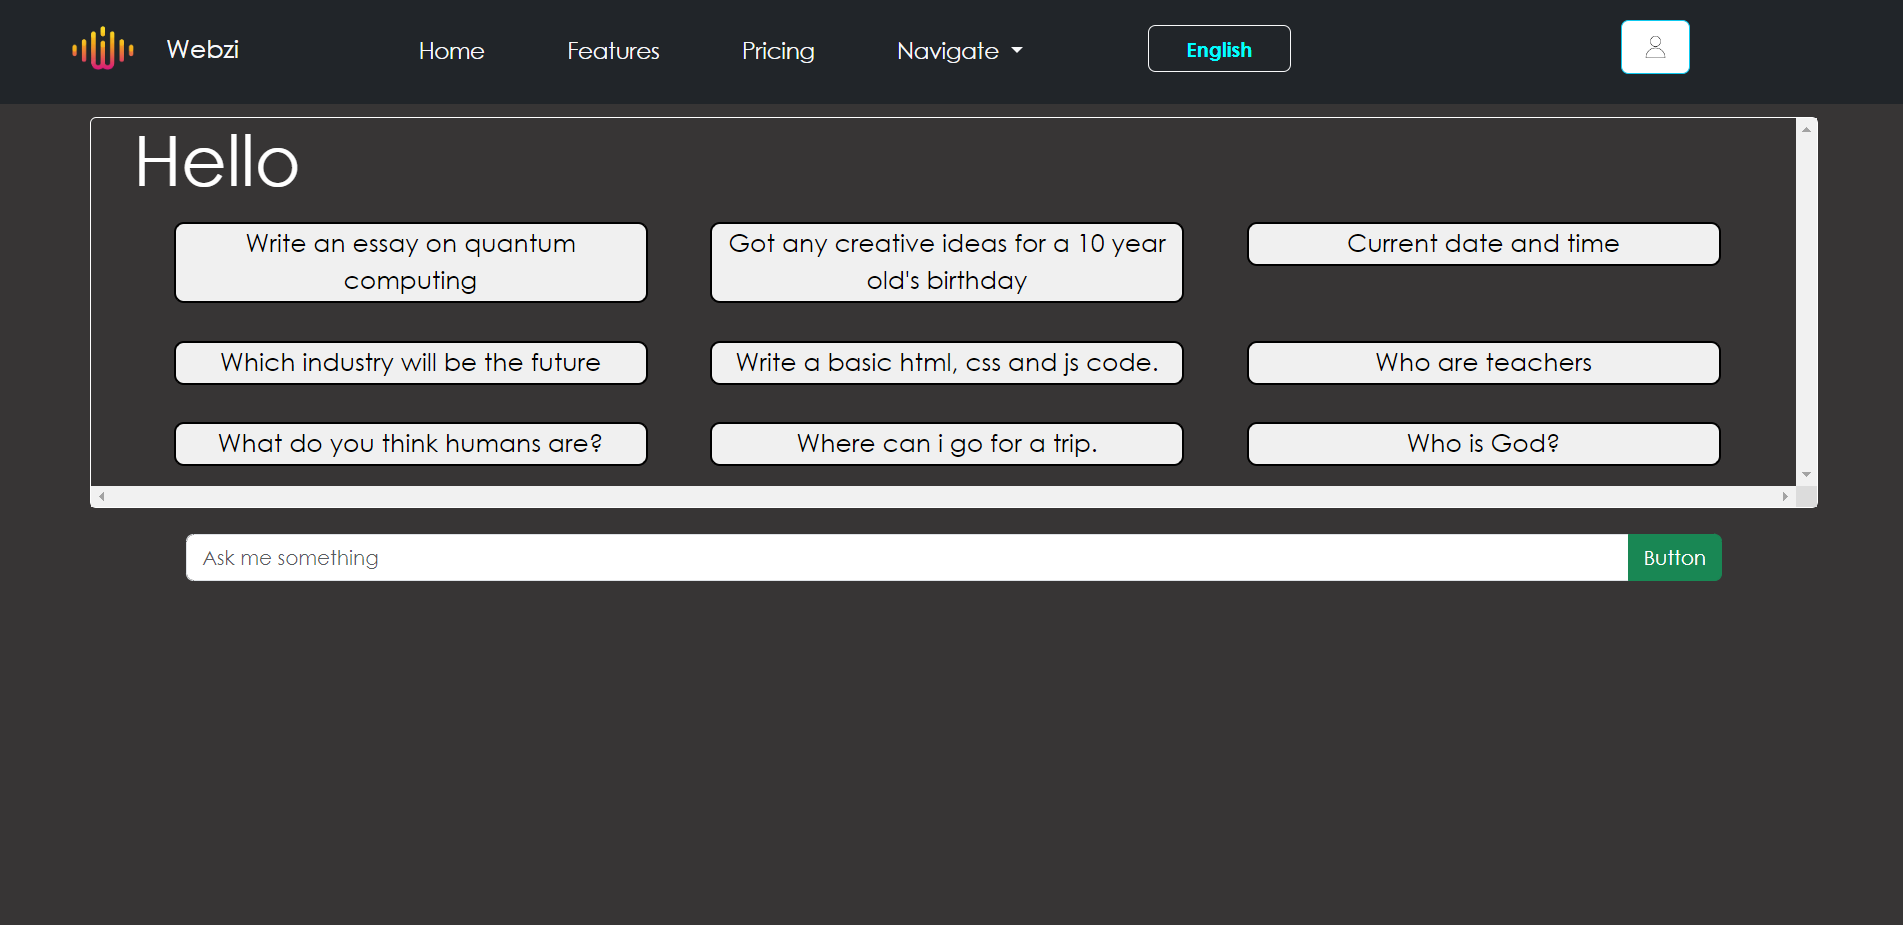 Webzi
Home
Features
Pricing
Navigate
English
Hello
Write an essay on quantum
computing
Got any creative ideas for a 10 year
old's birthday
Current date and time
Which industry will be the future
Write a basic html, css and js code.
Who are teachers
What do you think humans are?
Where can i go for a trip.
Who is God?
Ask me something
Button